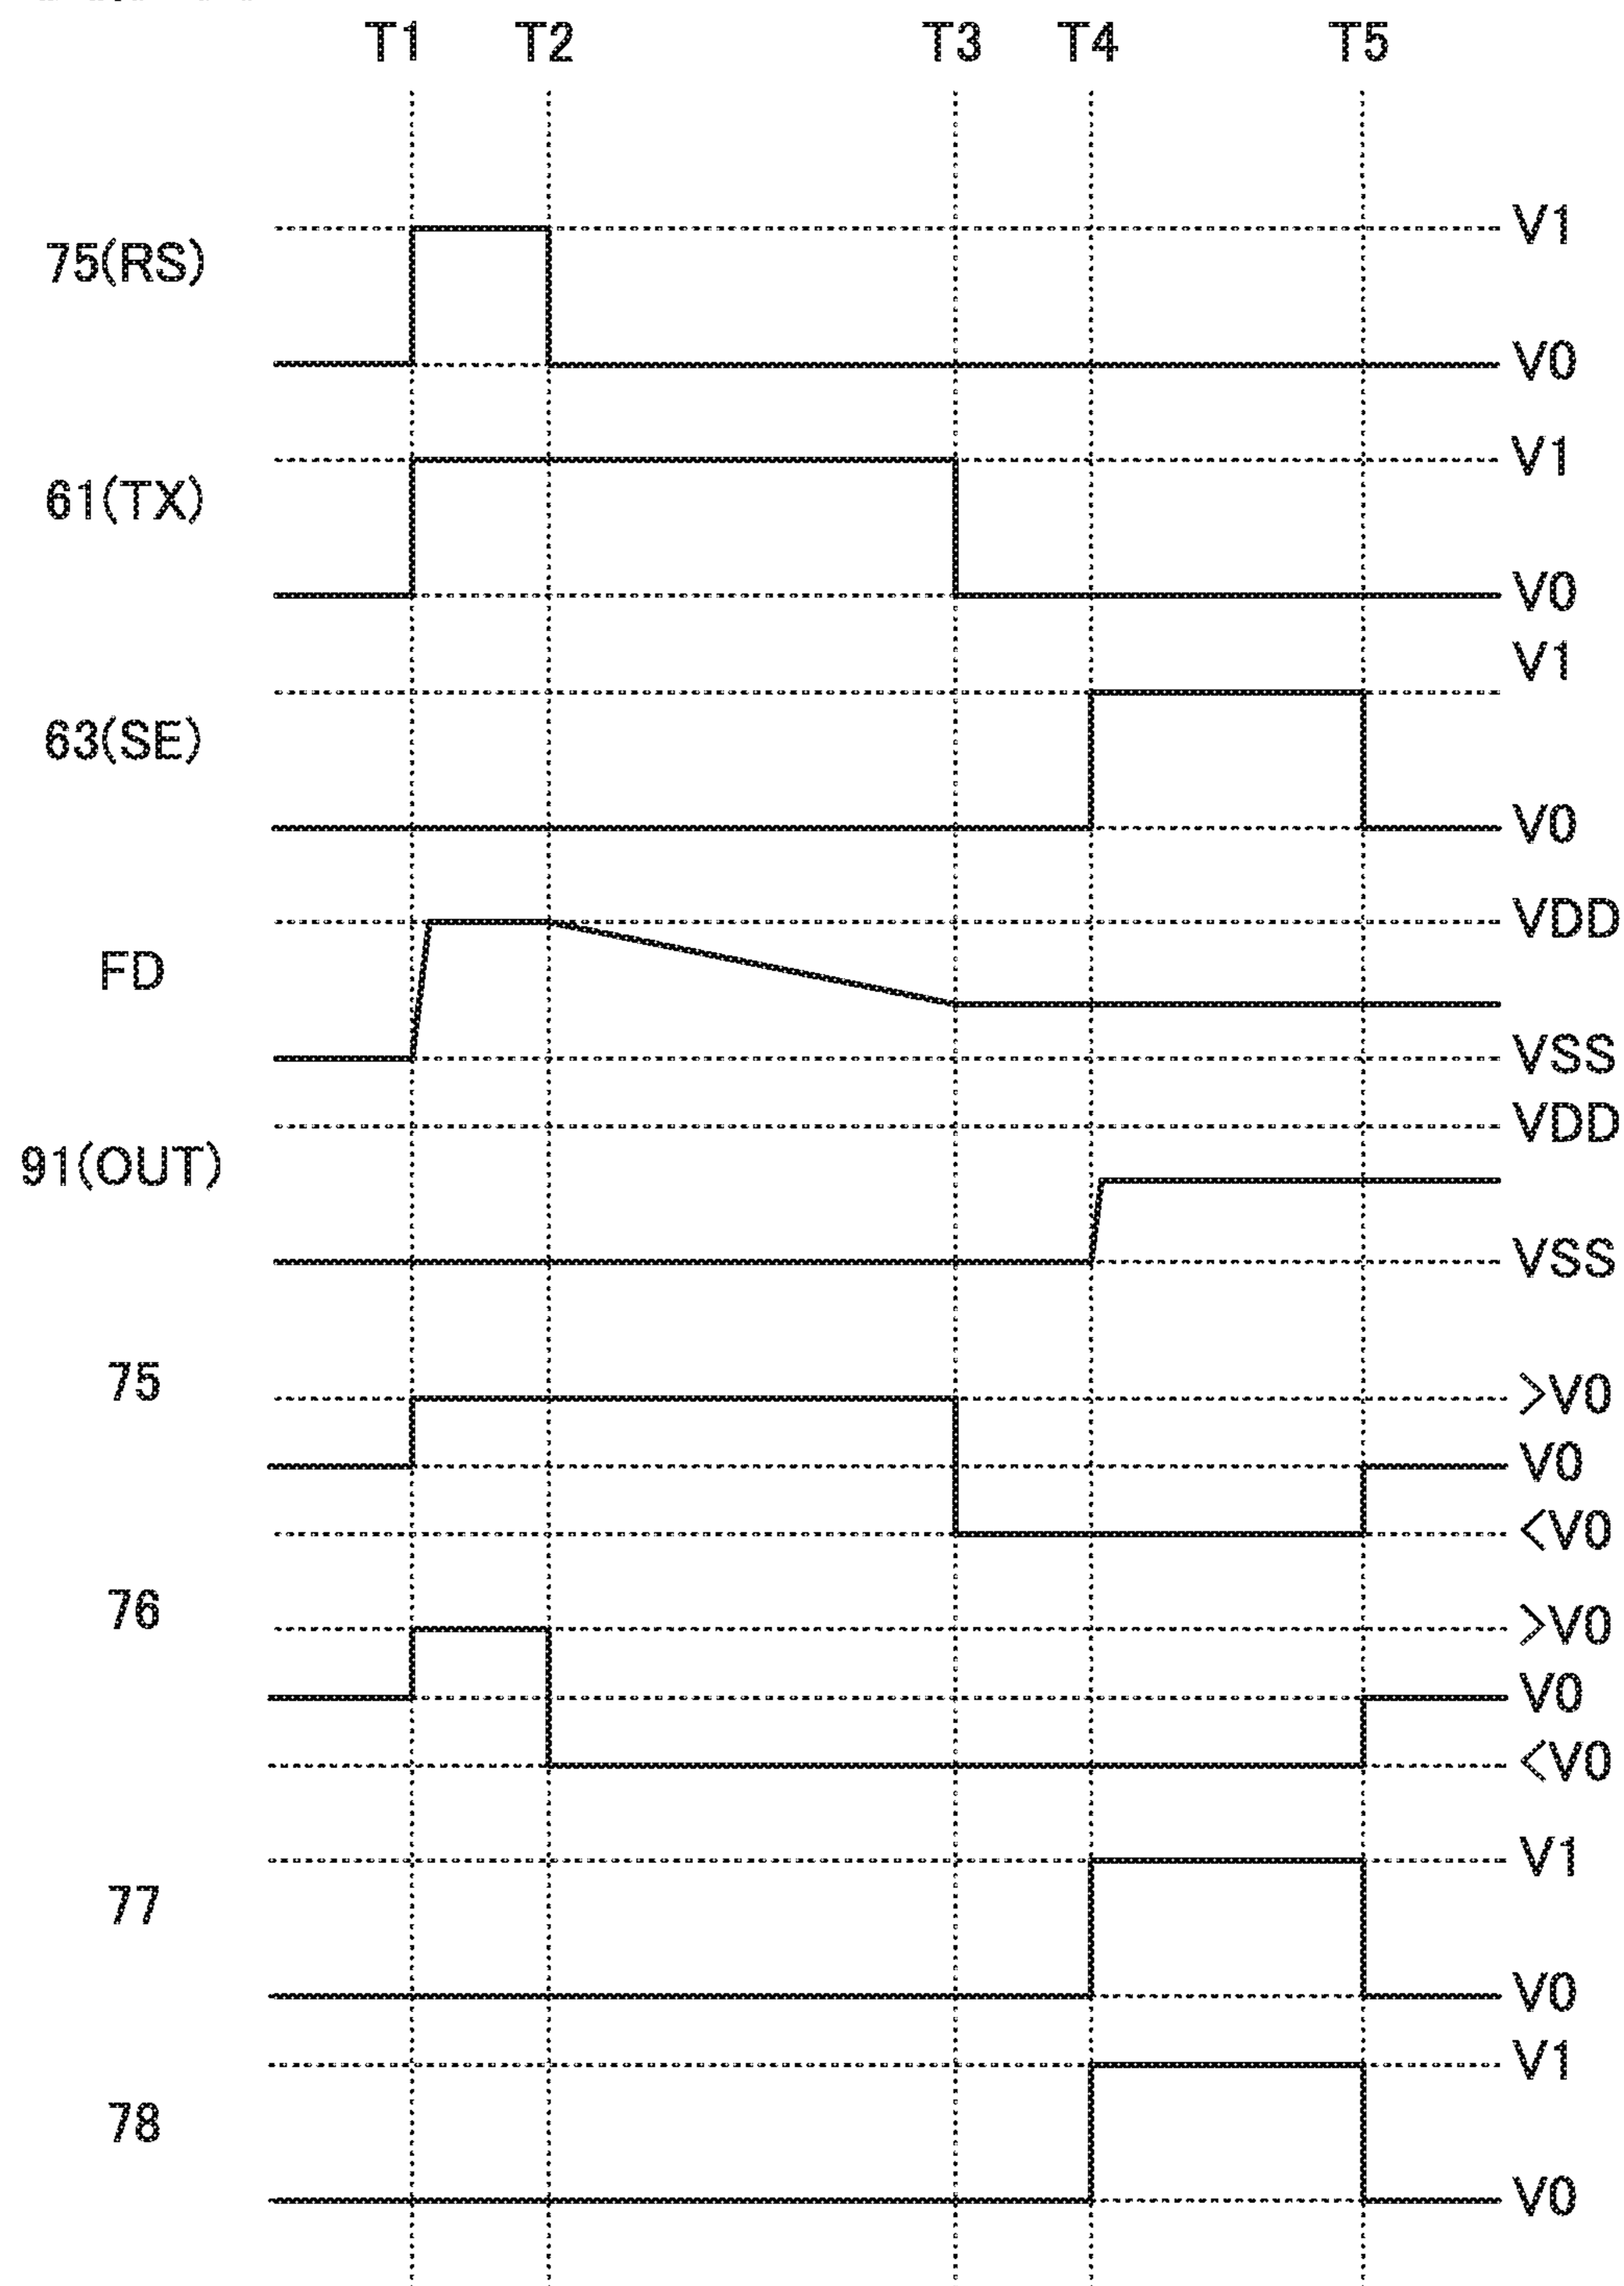 T1 T2 T3 T4 T5
75(RS)
V1
V0
61(TX)
V1
V0
63(SE)
V1
V0
FD
VDD
VSS
91(OUT)
VDD
VSS
75
>V0
V0
<V0
76
>V0
V0
<V0
77
V1
V0
78
V1
V0